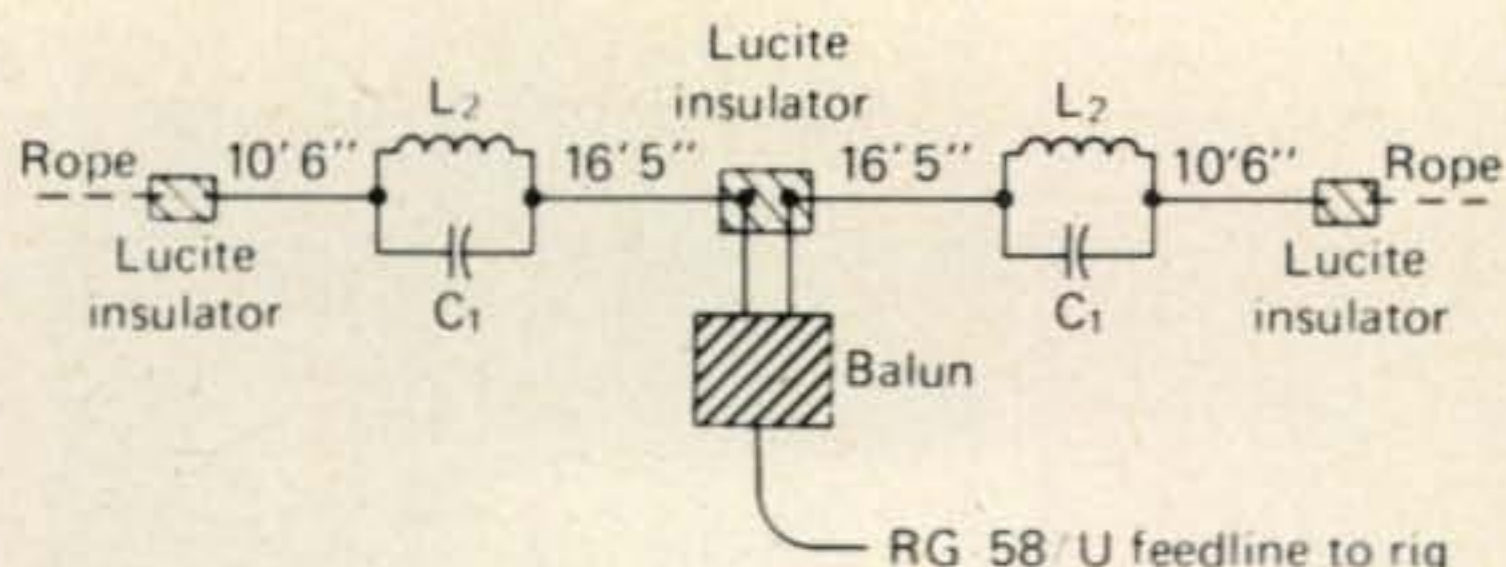 Lucite
insulator
Rope 10'6" L₂ 16'5" 16'5" L₂ 10'6" Rope
Lucite
insulator
C₁
C₁
Lucite
insulator
Balun
RG 58/U feedline to rig